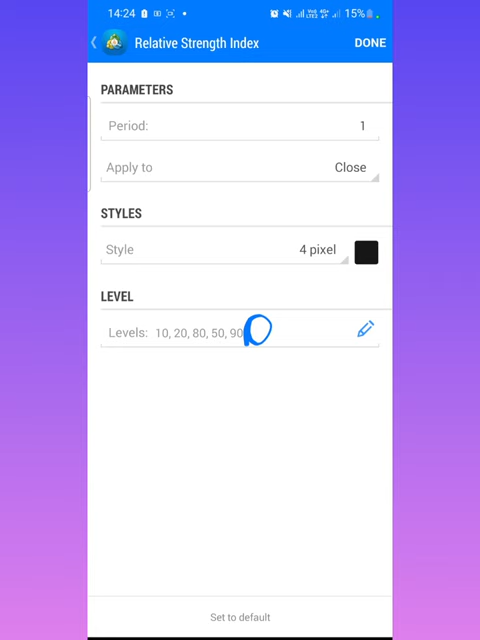 14:24 15%
Relative Strength Index DONE
PARAMETERS
Period: 1
Apply to Close
STYLES
Style 4 pixel
LEVEL
Levels: 10, 20, 80, 50, 90
Set to default